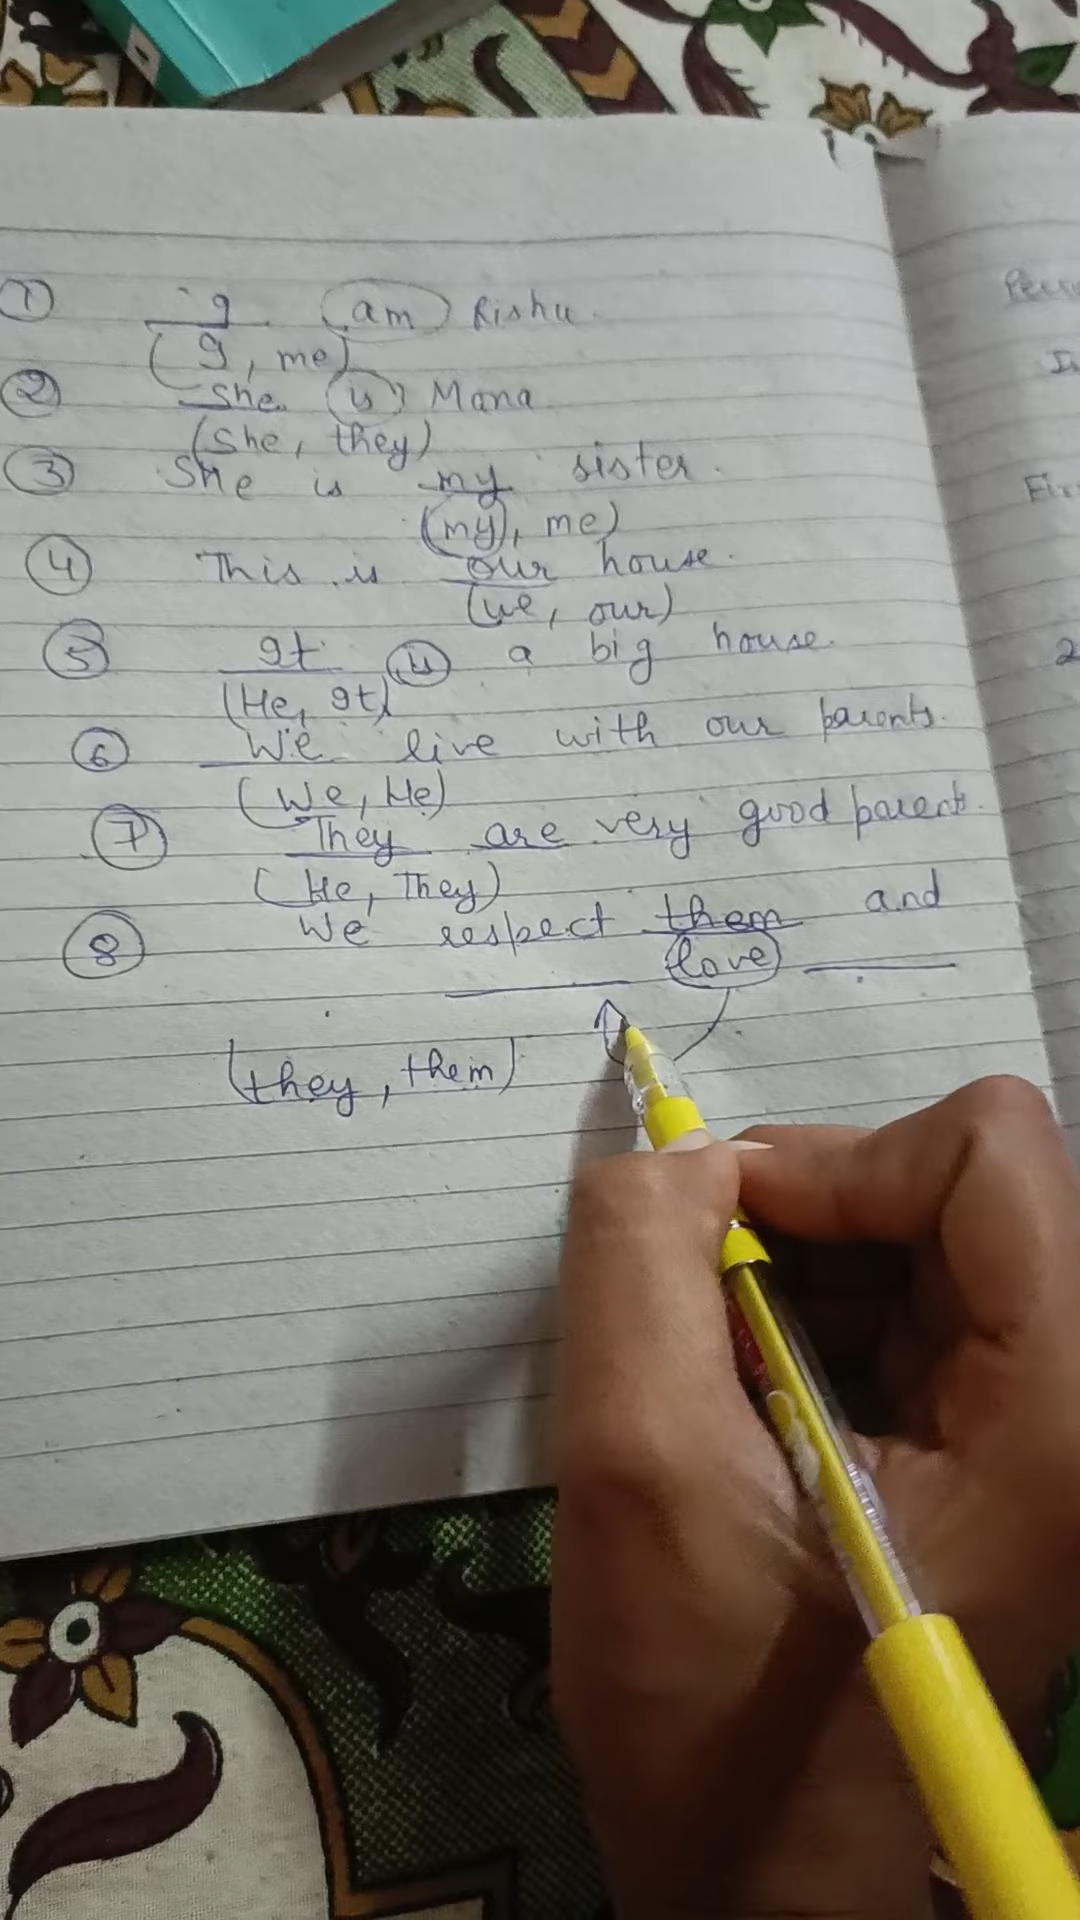 ① I am Rishu.
(I, me)
② She is Mona
(She, they)
③ She is my sister.
(my, me)
④ This is our house.
(we, our)
⑤ It is a big house.
(He, It)
⑥ We live with our parents.
(We, He)
⑦ They are very good parents.
(He, They)
⑧ We respect them and
love
(they, them)
2